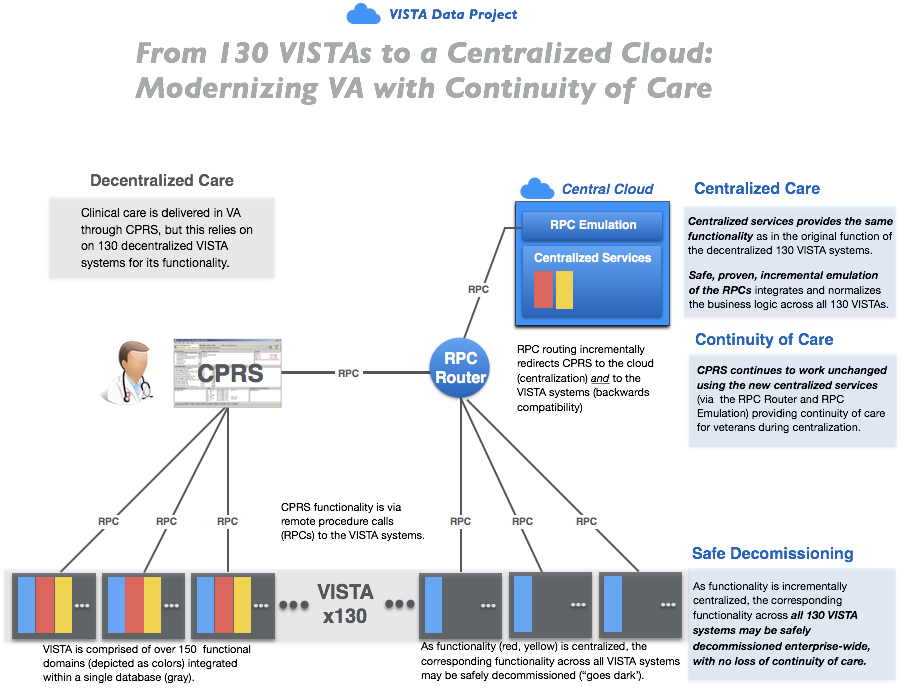 VISTA Data Project
From 130 VISTAs to a Centralized Cloud:
Modernizing VA with Continuity of Care
Decentralized Care
Clinical care is delivered in VA
through CPRS, but this relies on
on 130 decentralized VISTA
systems for its functionality.
Central Cloud
RPC Emulation
Centralized Services
Centralized Care
Centralized services provides the same
functionality as in the original function of
the decentralized 130 VISTA systems.
Safe, proven, incremental emulation
of the RPCs integrates and normalizes
the business logic across all 130 VISTAs.
RPC
CPRS
RPC
RPC
Router
RPC routing incrementally
redirects CPRS to the cloud
(centralization) and to the
VISTA systems (backwards
compatibility)
Continuity of Care
CPRS continues to work unchanged
using the new centralized services
(via the RPC Router and RPC
Emulation) providing continuity of care
for veterans during centralization.
CPRS functionality is via
remote procedure calls
(RPCs) to the VISTA systems.
RPC
RPC
RPC
RPC
RPC
RPC
VISTA
x130
VISTA is comprised of over 150 functional
domains (depicted as colors) integrated
within a single database (gray).
As functionality (red, yellow) is centralized, the
corresponding functionality across all VISTA systems
may be safely decommissioned (“goes dark’).
Safe Decomissioning
As functionality is incrementally
centralized, the corresponding
functionality across all 130 VISTA
systems may be safely
decommissioned enterprise-wide,
with no loss of continuity of care.